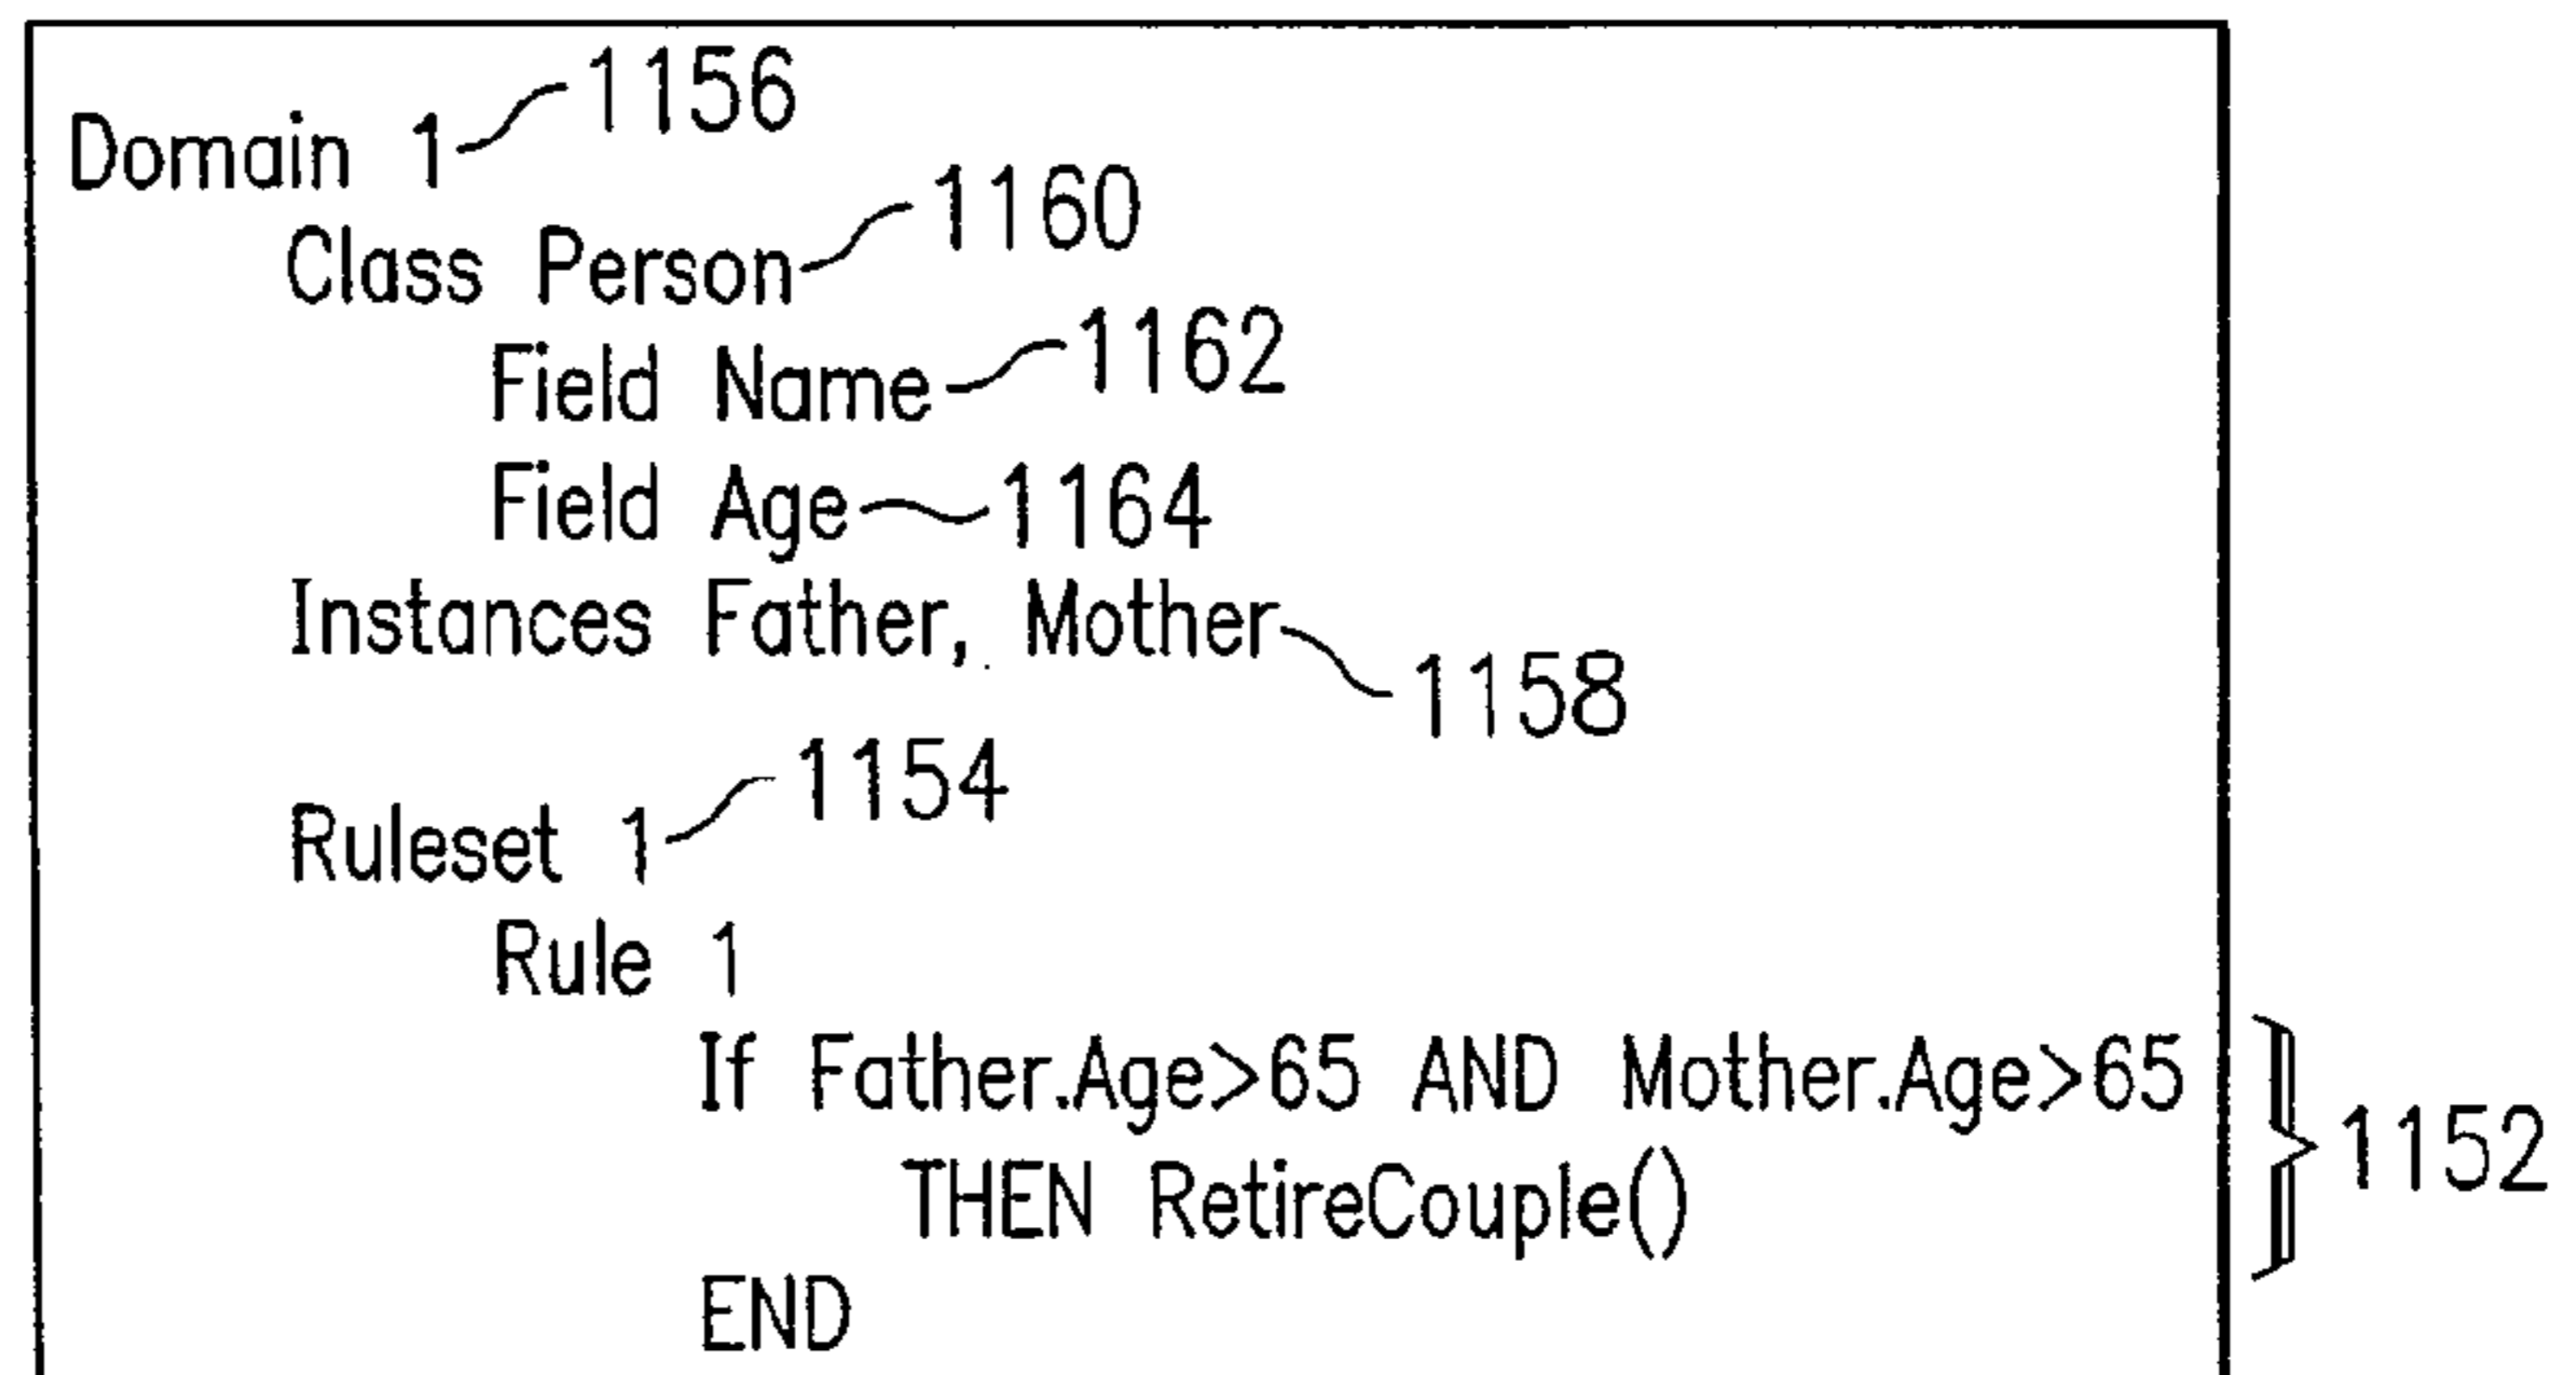 Domain 1 1156
Class Person 1160
Field Name 1162
Field Age 1164
Instances Father, Mother 1158
Ruleset 1 1154
Rule 1
If Father.Age>65 AND Mother.Age>65
THEN RetireCouple() 1152
END